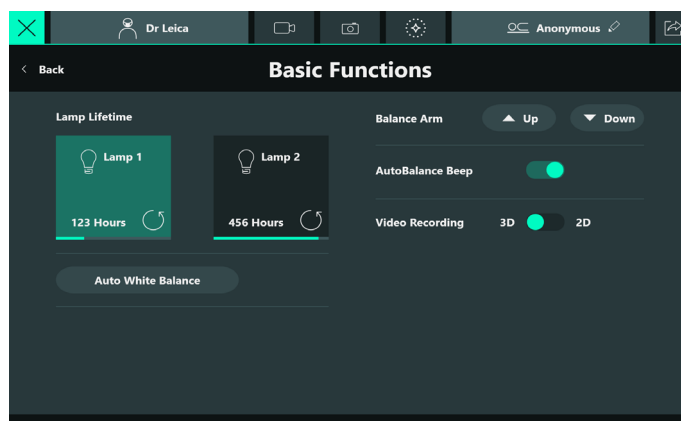 Dr Leica
Anonymous
Back
Basic Functions
Lamp Lifetime
Lamp 1
123 Hours
Lamp 2
456 Hours
Auto White Balance
Balance Arm
Up
Down
AutoBalance Beep
Video Recording
3D
2D